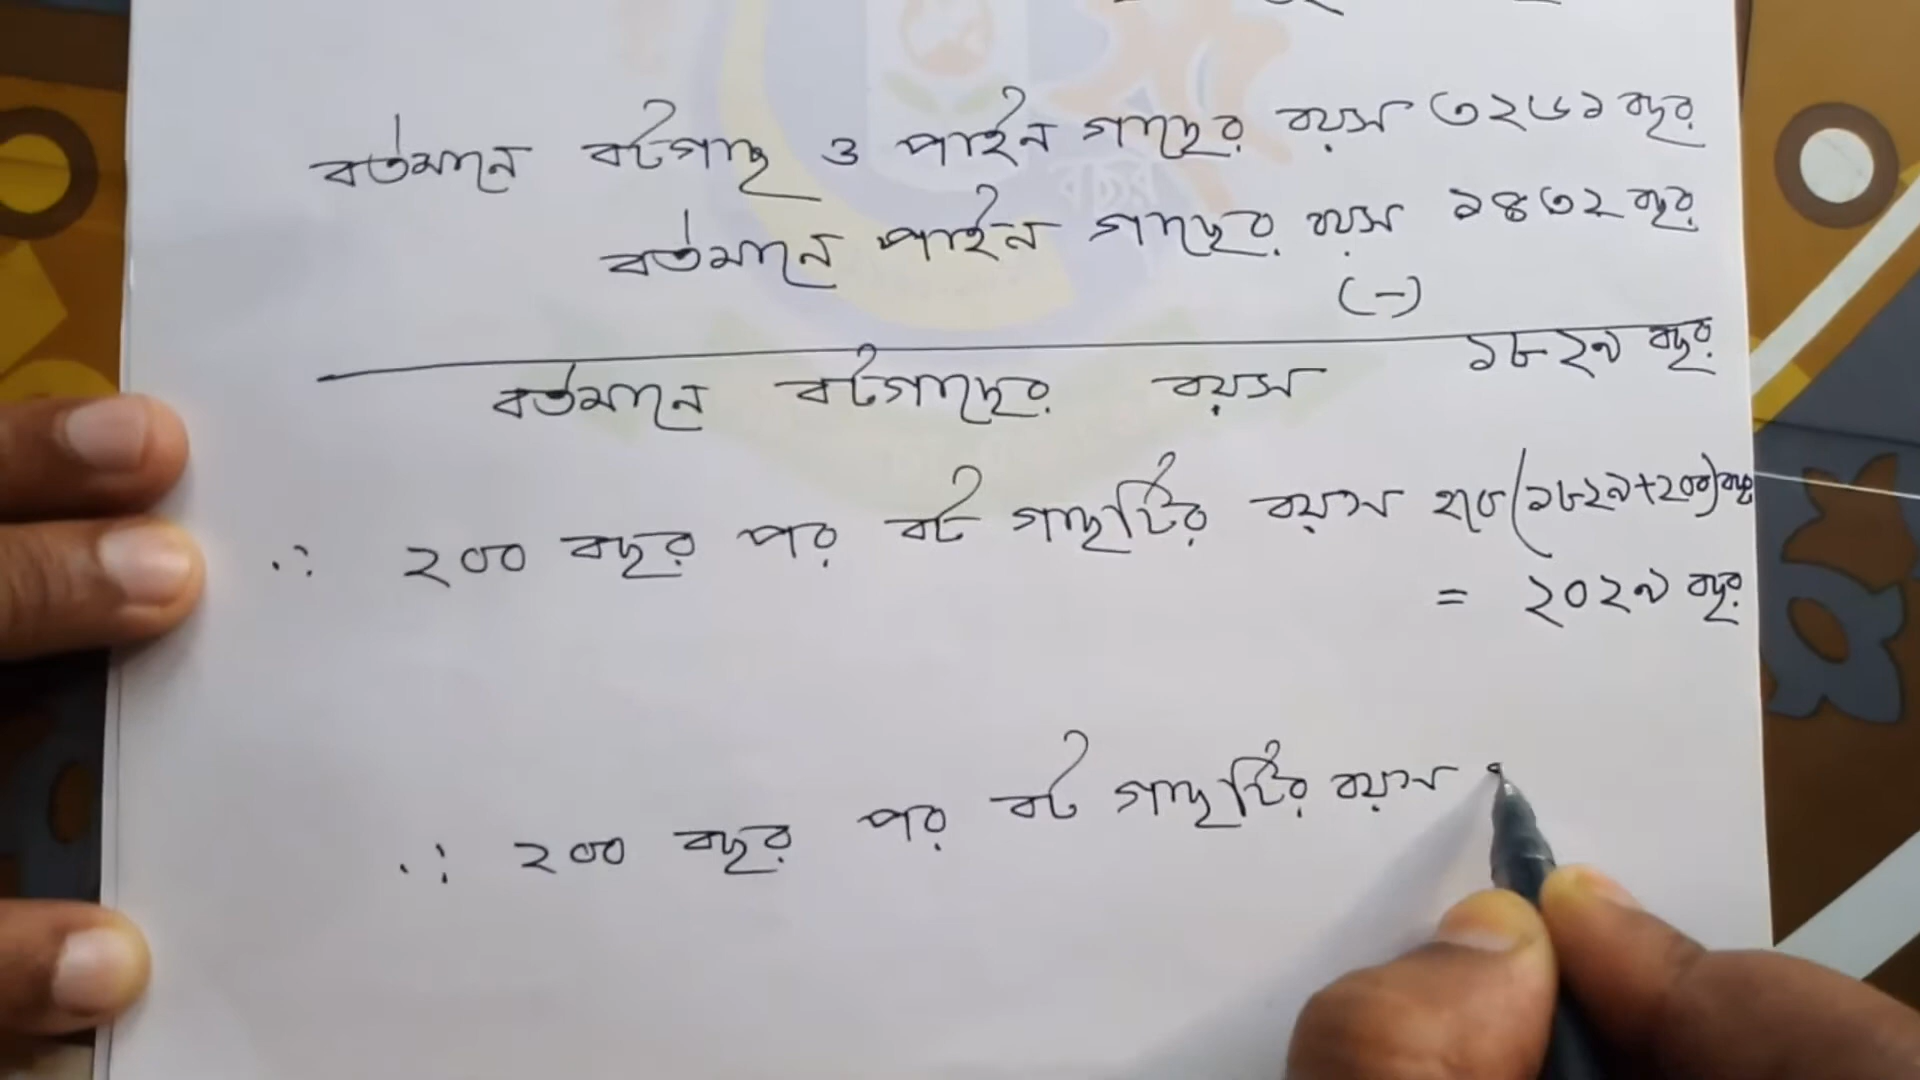 বর্তমানে বটগাছ ও পাইন গাছের বয়স ৩২৬১ বছর
বর্তমানে পাইন গাছের বয়স ১৪৩২ বছর
(-)
বর্তমানে বটগাছের বয়স ১৮২৯ বছর
∴ ২০০ বছর পর বট গাছটির বয়স হবে (১৮২৯+২০০) বছর
= ২০২৯ বছর
∴ ২০০ বছর পর বট গাছটির বয়স